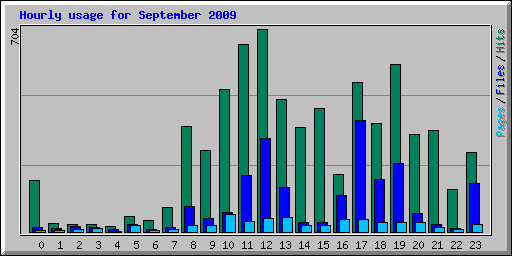 Hourly usage for September 2009
704
Pages / Files / Hits
0 1 2 3 4 5 6 7 8 9 10 11 12 13 14 15 16 17 18 19 20 21 22 23